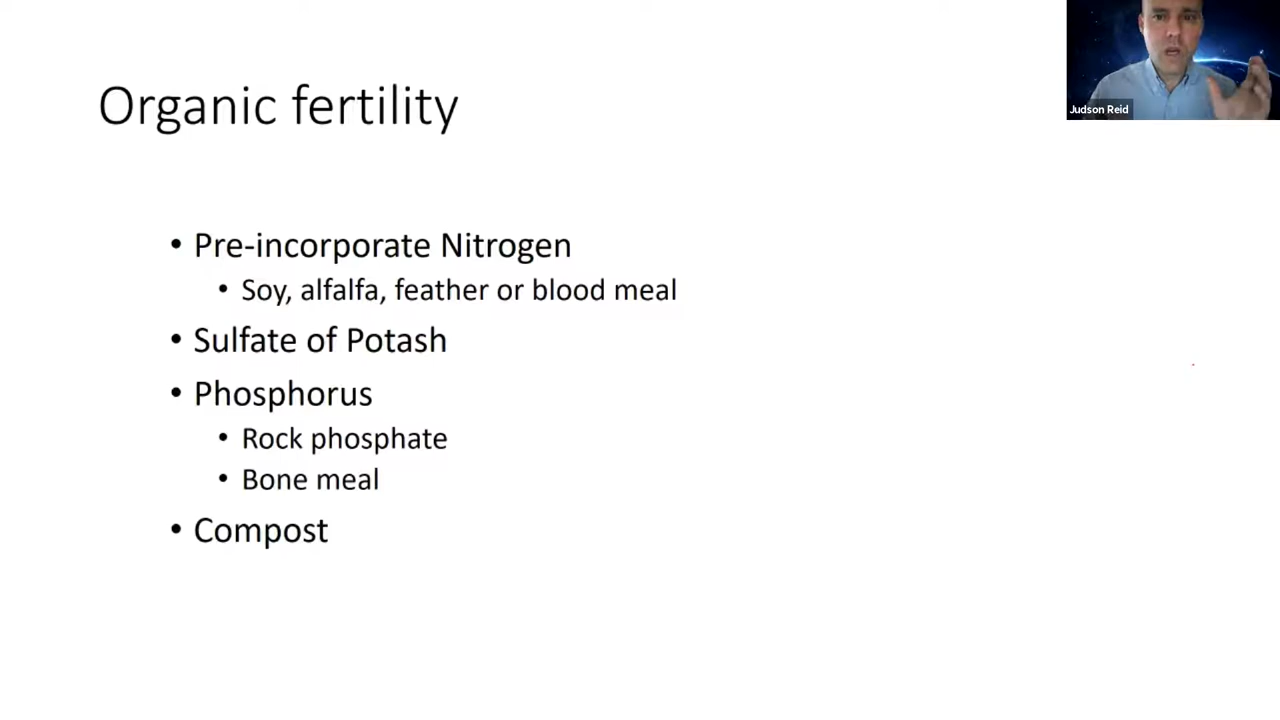 Organic fertility
Judson Reid
• Pre-incorporate Nitrogen
• Soy, alfalfa, feather or blood meal
• Sulfate of Potash
• Phosphorus
• Rock phosphate
• Bone meal
• Compost